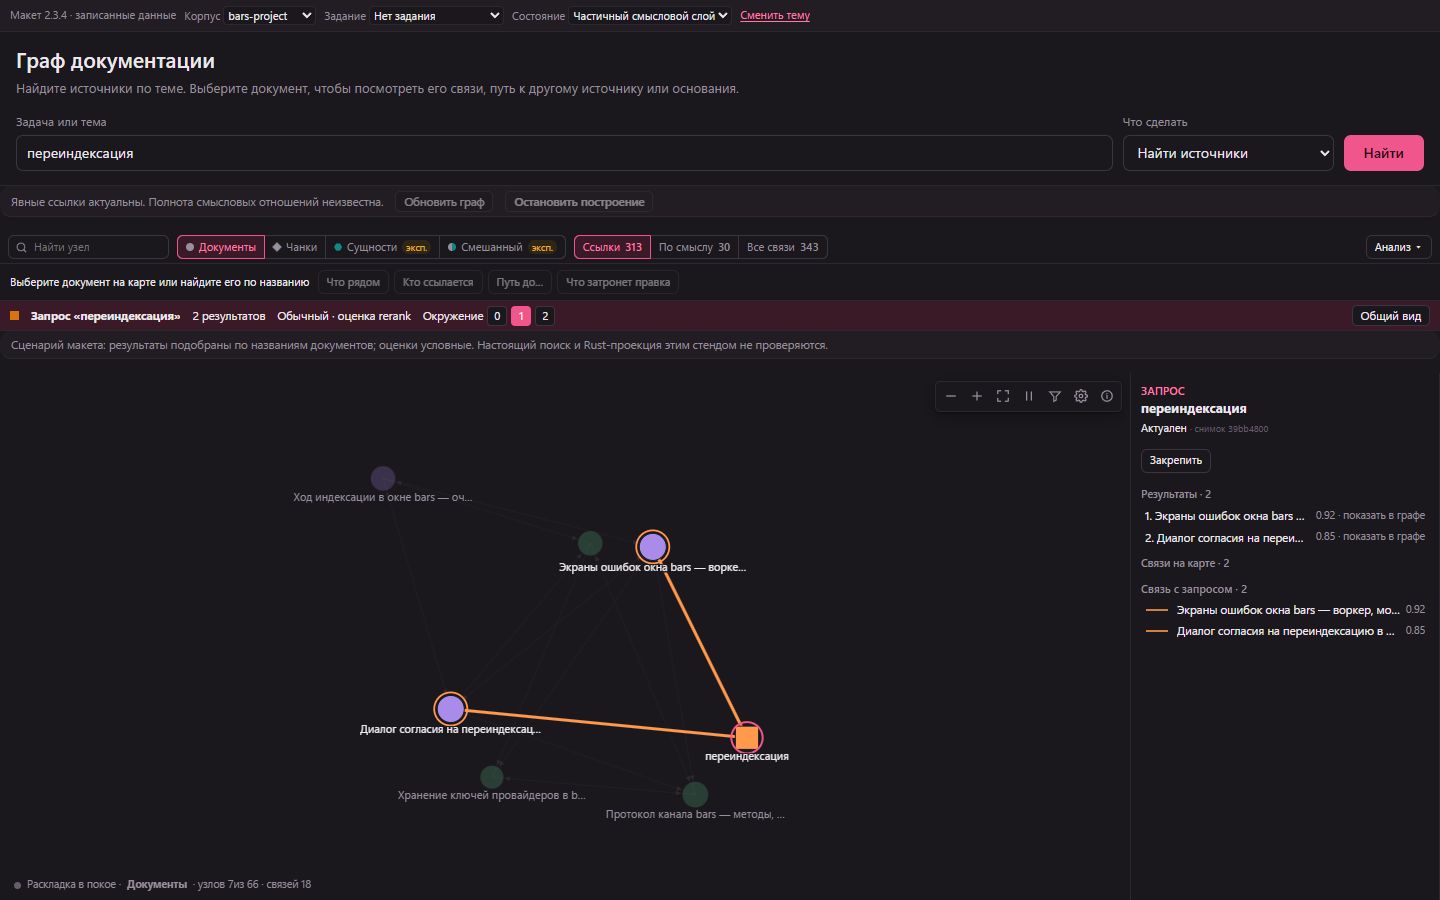 Макет 2.3.4 · записанные данные Корпус bars-project Задание Нет задания Состояние Частичный смысловой слой Сменить тему
Граф документации
Найдите источники по теме. Выберите документ, чтобы посмотреть его связи, путь к другому источнику или основания.
Задача или тема Что сделать
переиндексация Найти источники Найти
Явные ссылки актуальны. Полнота смысловых отношений неизвестна. Обновить граф Остановить построение
Найти узел Документы Чанки Сущности эксп. Смешанный эксп. Ссылки 313 По смыслу 30 Все связи 343 Анализ
Выберите документ на карте или найдите его по названию Что рядом Кто ссылается Путь до... Что затронет правка
Запрос «переиндексация» 2 результатов Обычный · оценка rerank Окружение 0 1 2 Общий вид
Сценарий макета: результаты подобраны по названиям документов; оценки условные. Настоящий поиск и Rust-проекция этим стендом не проверяются.
ЗАПРОС
переиндексация
Актуален · снимок 39bb4800
Закрепить
Результаты · 2
1. Экраны ошибок окна bars ... 0.92 · показать в графе
2. Диалог согласия на переи... 0.85 · показать в графе
Связи на карте · 2
Связь с запросом · 2
Экраны ошибок окна bars — воркер, мо... 0.92
Диалог согласия на переиндексацию в ... 0.85
Ход индексации в окне bars — оч...
Экраны ошибок окна bars — ворке...
Диалог согласия на переиндексац...
переиндексация
Хранение ключей провайдеров в b...
Протокол канала bars — методы, ...
Раскладка в покое · Документы · узлов 7из 66 · связей 18